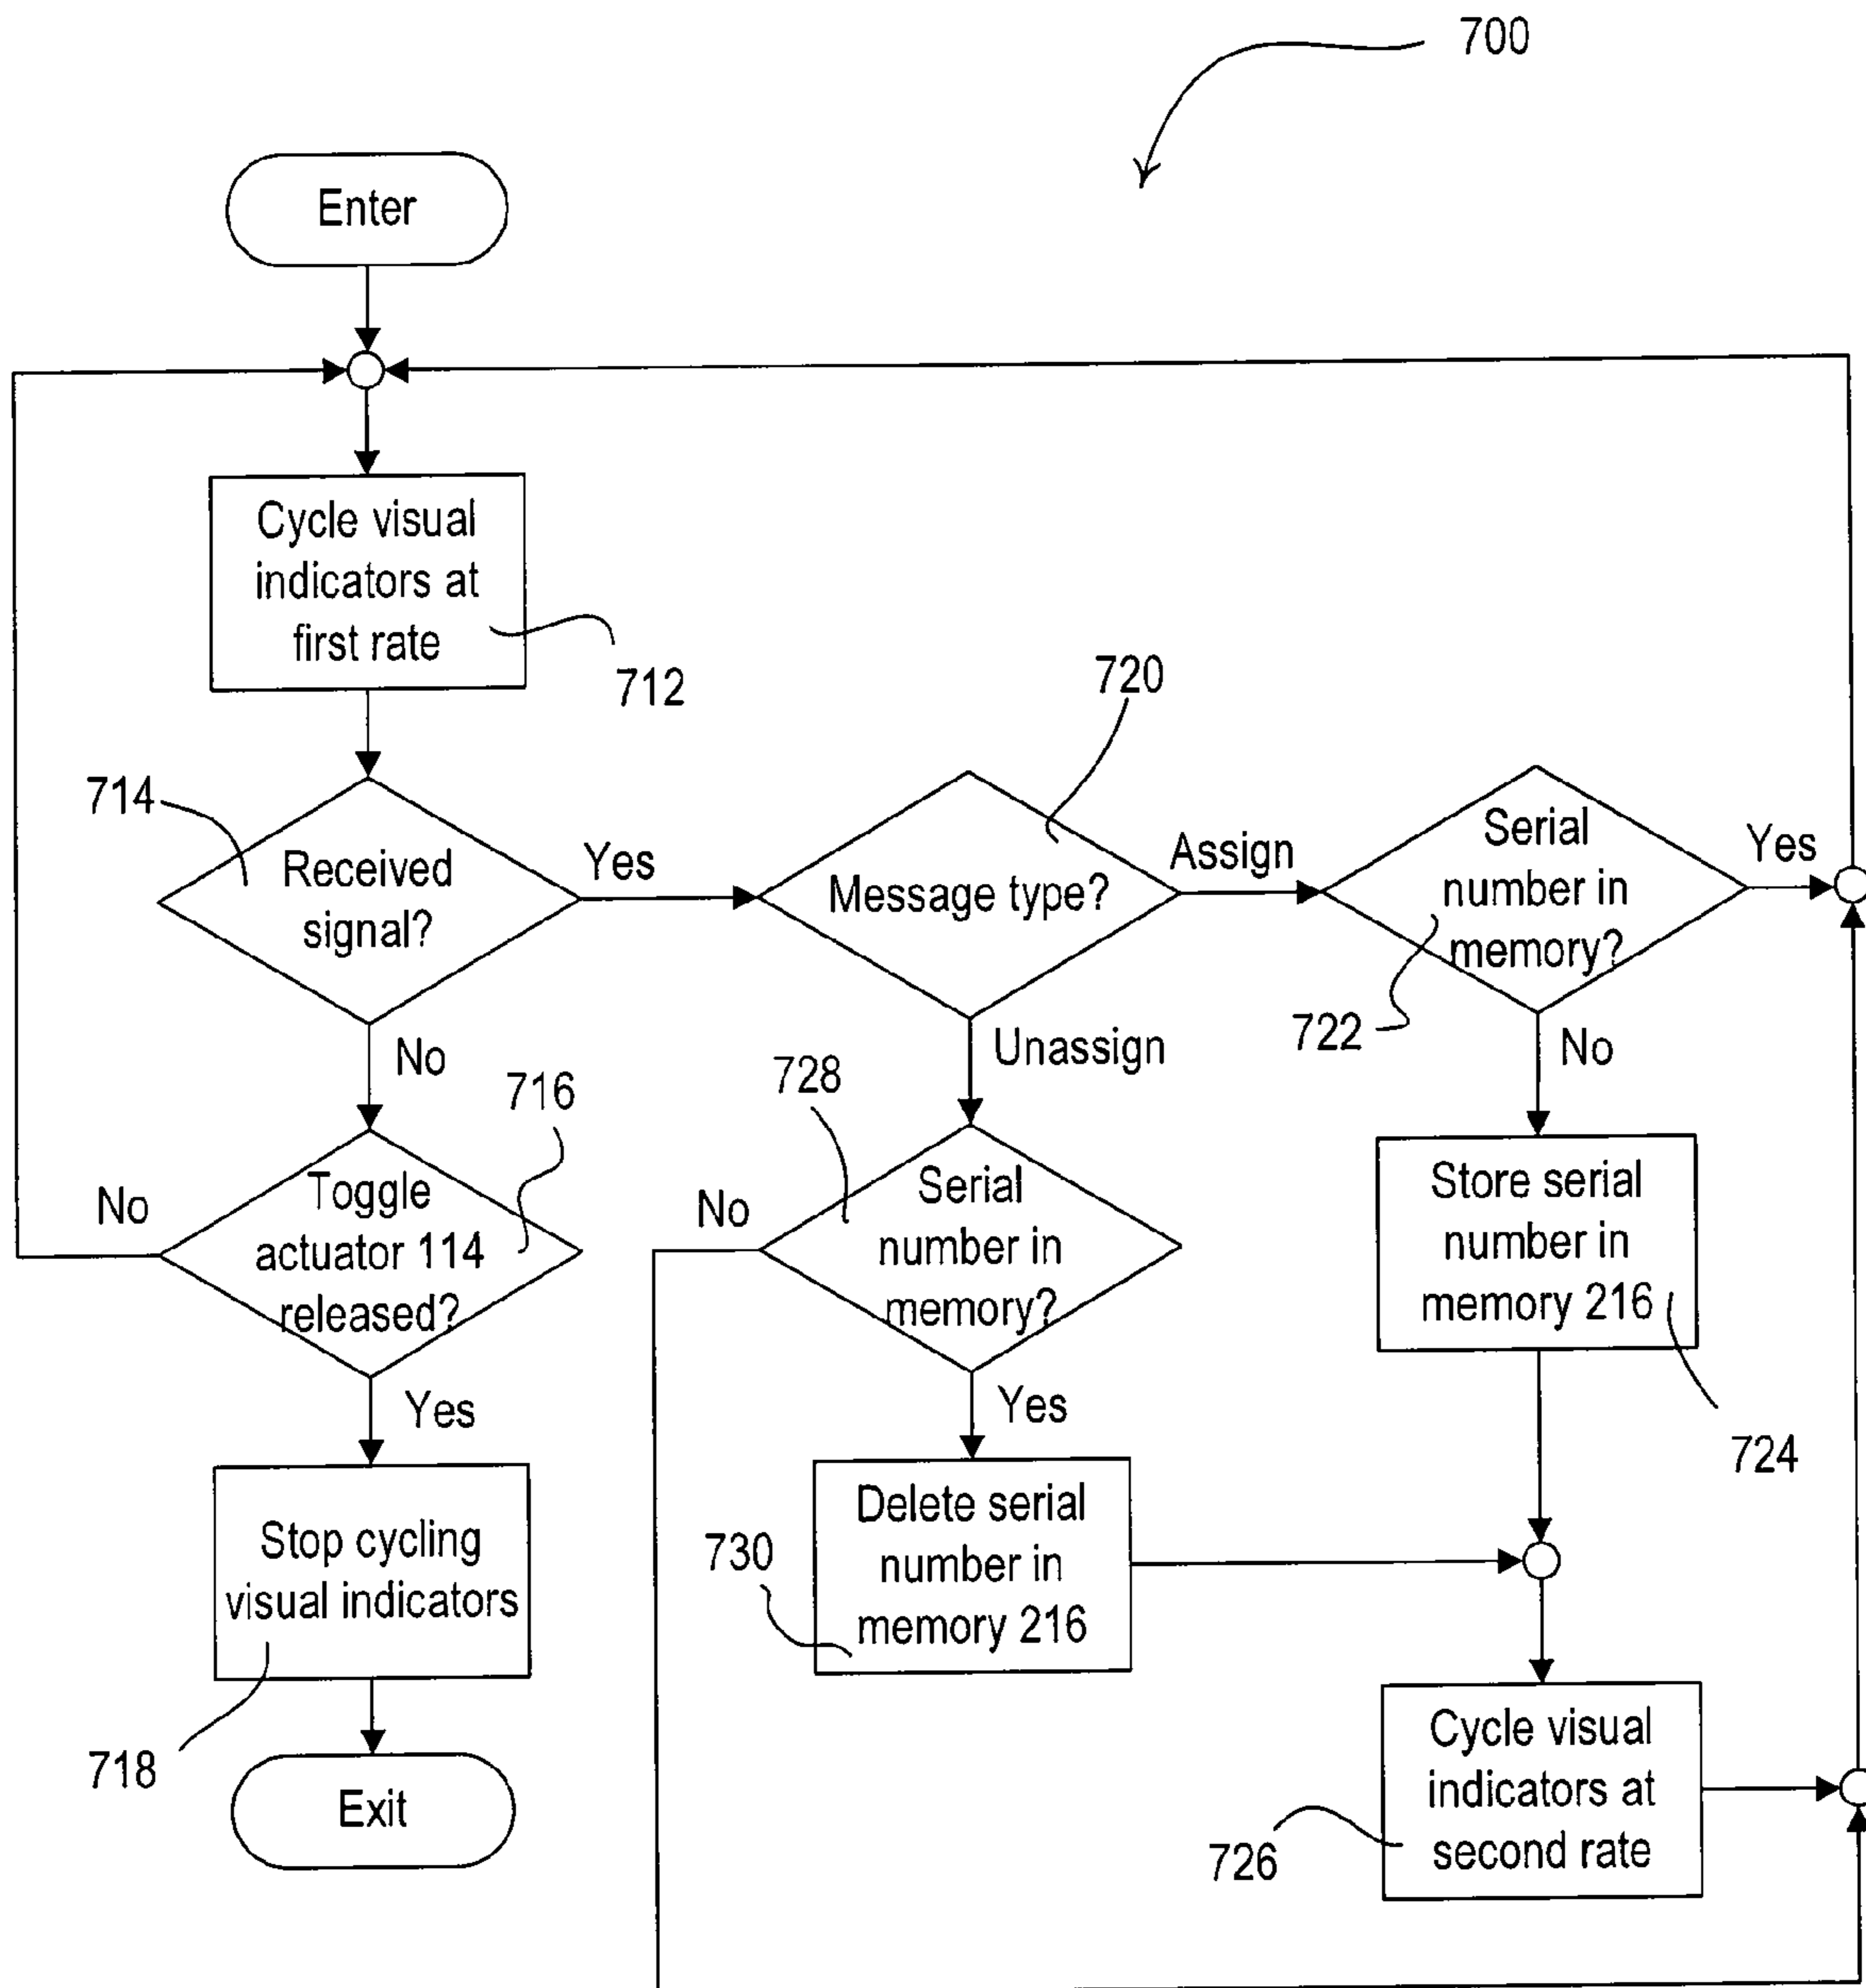 700
Enter
Cycle visual
indicators at
first rate
712
714
Received
signal?
Yes
No
720
Message type?
Assign
Unassign
Serial
number in
memory?
722
Yes
No
716
Toggle
actuator 114
released?
No
Yes
728
Serial
number in
memory?
No
Yes
Store serial
number in
memory 216
724
Stop cycling
visual indicators
718
730
Delete serial
number in
memory 216
Cycle visual
indicators at
second rate
726
Exit